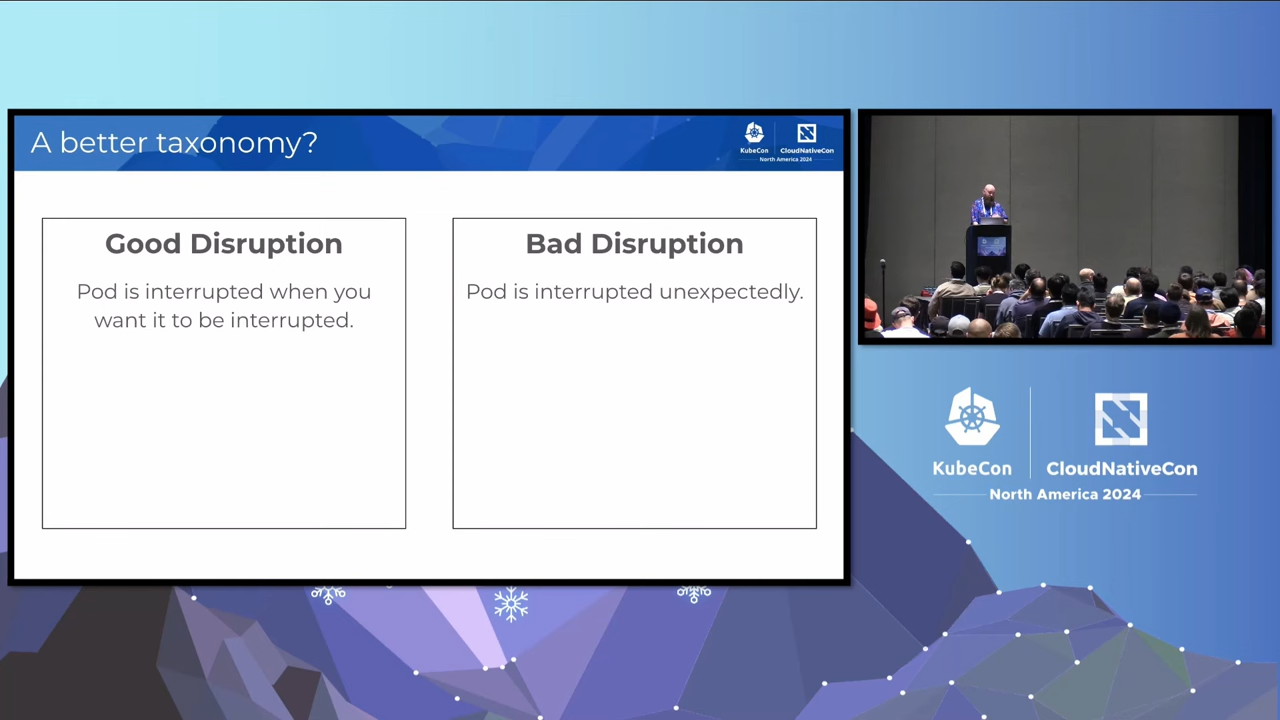 A better taxonomy?
KubeCon
CloudNativeCon
North America 2024
Good Disruption
Pod is interrupted when you
want it to be interrupted.
Bad Disruption
Pod is interrupted unexpectedly.
KubeCon
CloudNativeCon
North America 2024